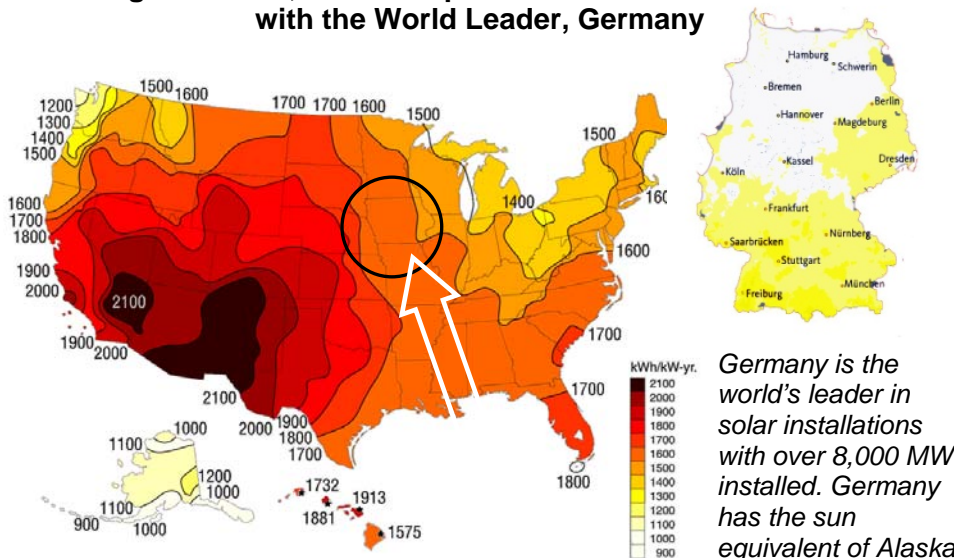 with the World Leader, Germany
1500
1600
1700
1700
1600
1500
1200
1300
1400
1500
1500
1400
1600
1700
1800
1900
2000
2100
1900
2000
2100
2000
1900
1800
1700
1600
1700
1700
1800
1000
1100
1200
1000
1100
1000
900
1732
1913
1881
1575
kWh/kW-yr.
2100
2000
1900
1800
1700
1600
1500
1400
1300
1200
1100
1000
900
Hamburg
Schwerin
Bremen
Berlin
Hannover
Magdeburg
Kassel
Dresden
Köln
Frankfurt
Nürnberg
Saarbrücken
Stuttgart
München
Freiburg
Germany is the
world's leader in
solar installations
with over 8,000 MW
installed. Germany
has the sun
equivalent of Alaska